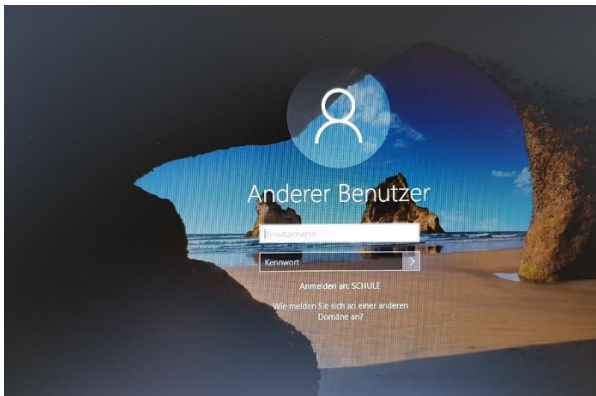 Anderer Benutzer
Benutzername
Kennwort
Anmelden an: SCHULE
Wie melden Sie sich an einer anderen
Domäne an?